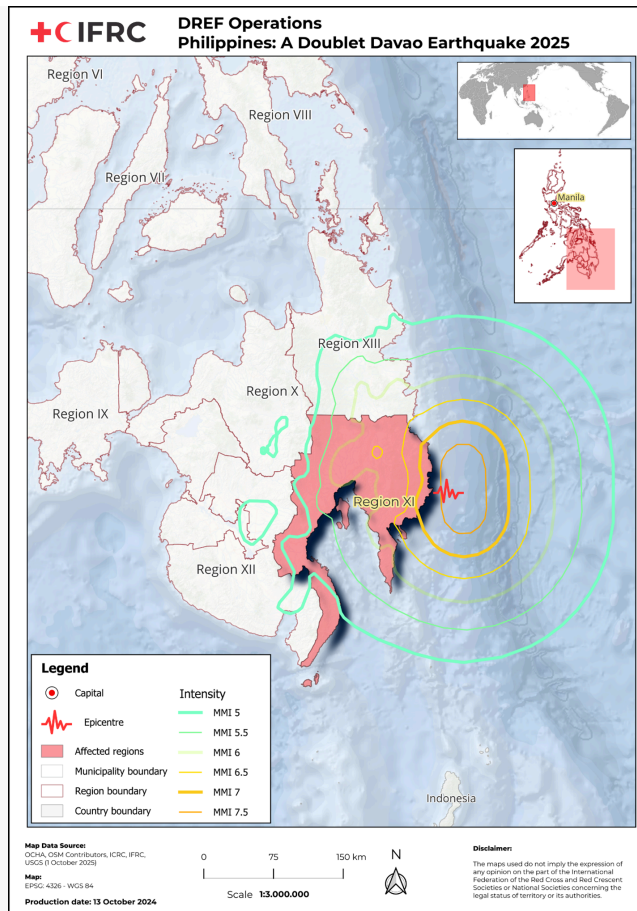 IFRC
DREF Operations
Philippines: A Doublet Davao Earthquake 2025
Region VI
Region VIII
Region VII
Manila
Region XIII
Region X
Region IX
Region XI
Region XII
Indonesia
Legend
Capital
Epicentre
Affected regions
Municipality boundary
Region boundary
Country boundary
Intensity
MMI 5
MMI 5.5
MMI 6
MMI 6.5
MMI 7
MMI 7.5
Map Data Source:
OCHA, OSM Contributors, ICRC, IFRC,
USGS (1 October 2025)
Map:
EPSG: 4326 - WGS 84
Production date: 13 October 2024
0 75 150 km
Scale 1:3.000.000
N
Disclaimer:
The maps used do not imply the expression of
any opinion on the part of the International
Federation of the Red Cross and Red Crescent
Societies or National Societies concerning the
legal status of territory or its authorities.